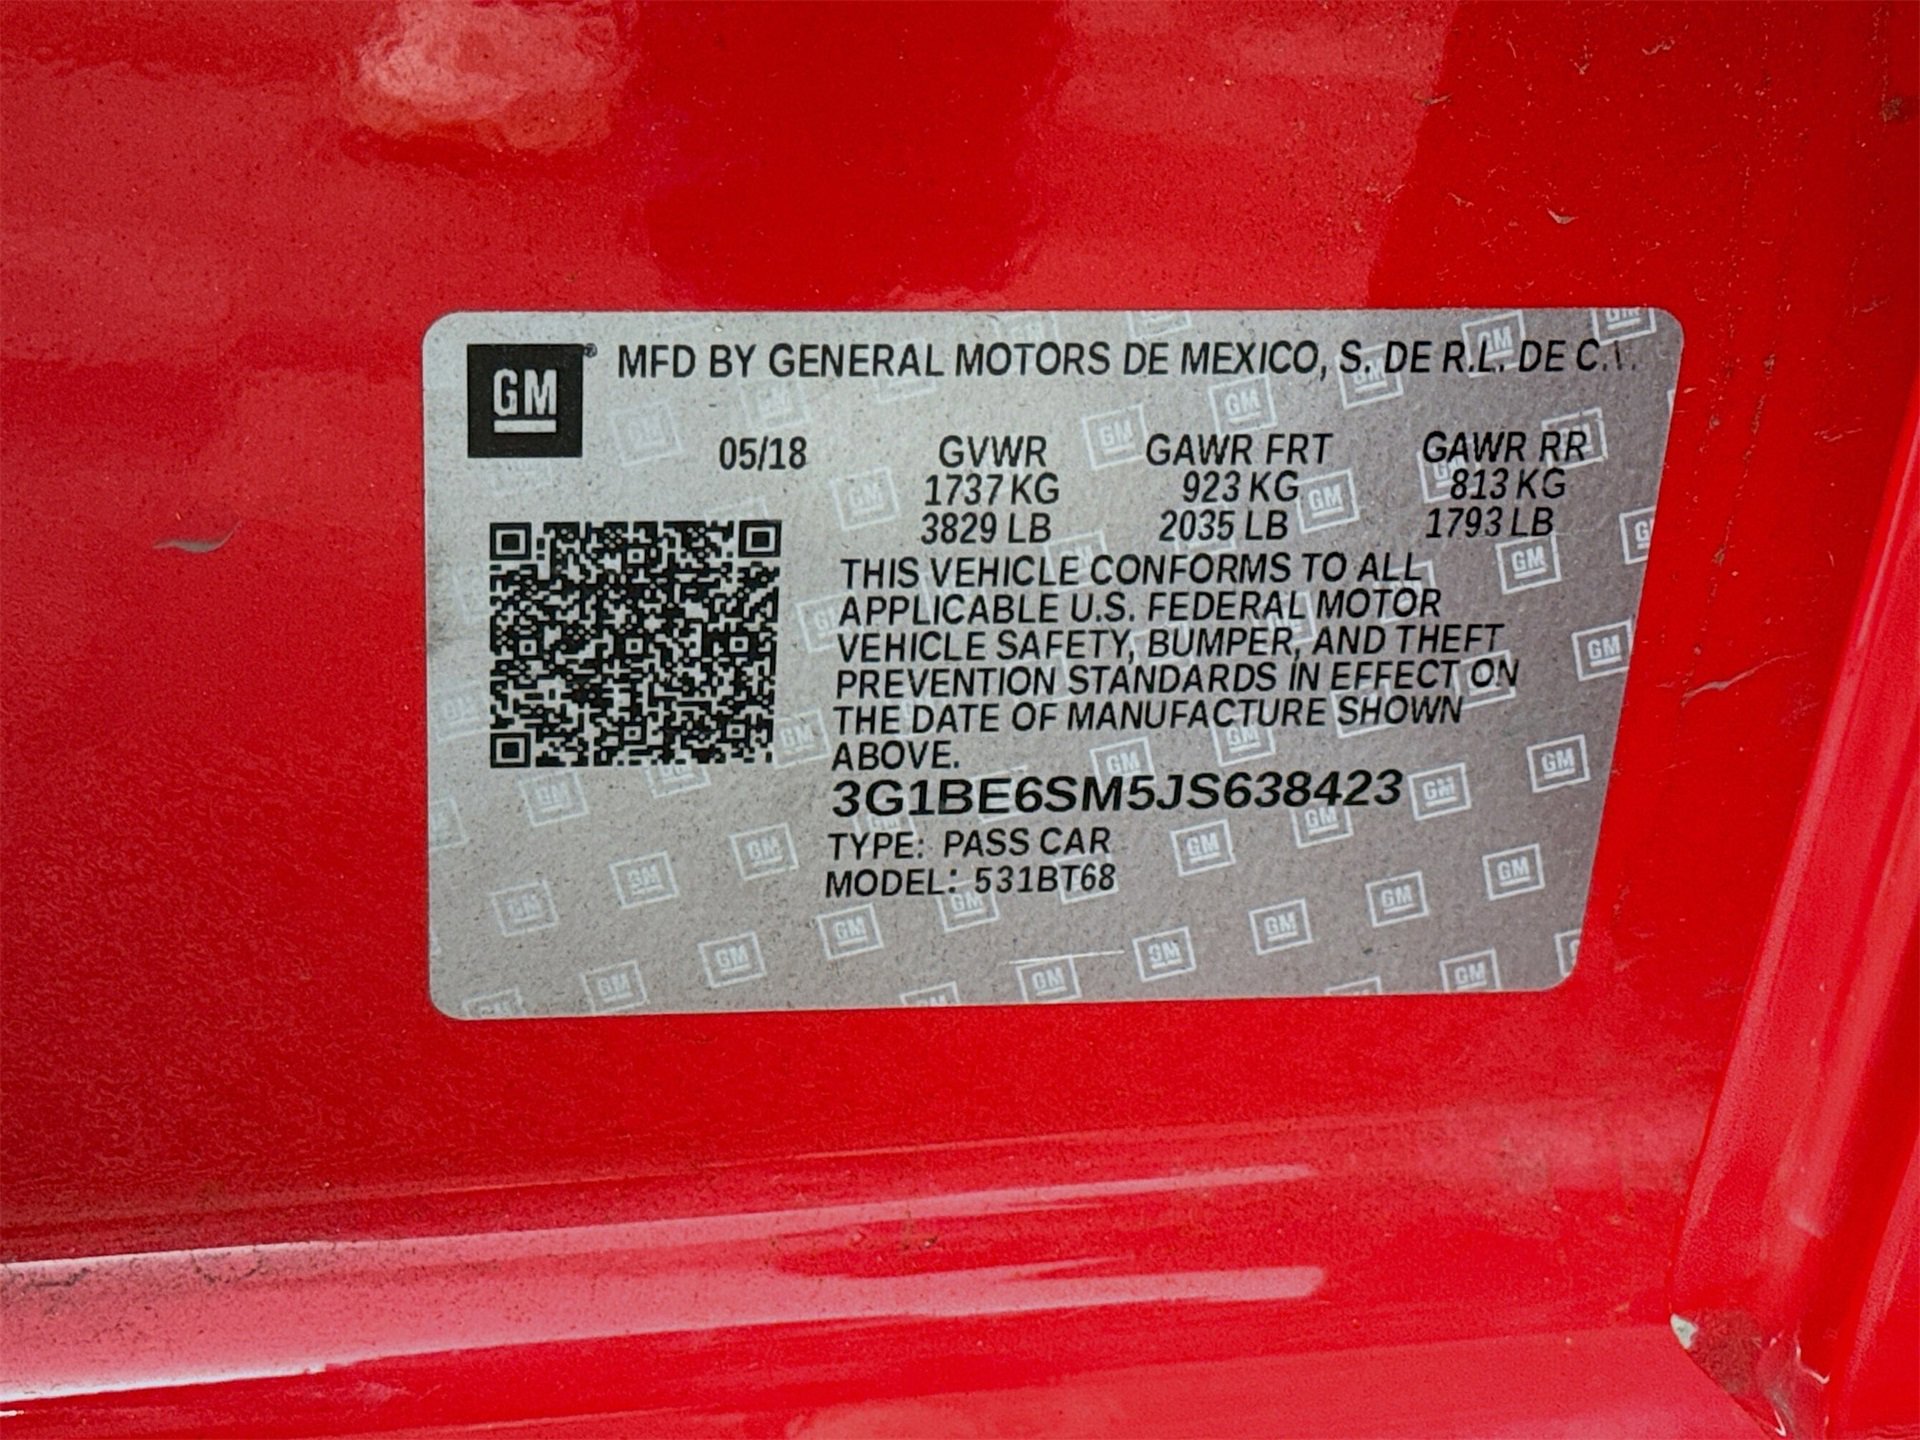 GM® MFD BY GENERAL MOTORS DE MEXICO, S. DE R.L. DE C.V.
05/18 GVWR GAWR FRT GAWR RR
1737 KG 923 KG 813 KG
3829 LB 2035 LB 1793 LB
THIS VEHICLE CONFORMS TO ALL
APPLICABLE U.S. FEDERAL MOTOR
VEHICLE SAFETY, BUMPER, AND THEFT
PREVENTION STANDARDS IN EFFECT ON
THE DATE OF MANUFACTURE SHOWN
ABOVE.
3G1BE6SM5JS638423
TYPE: PASS CAR
MODEL: 531BT68